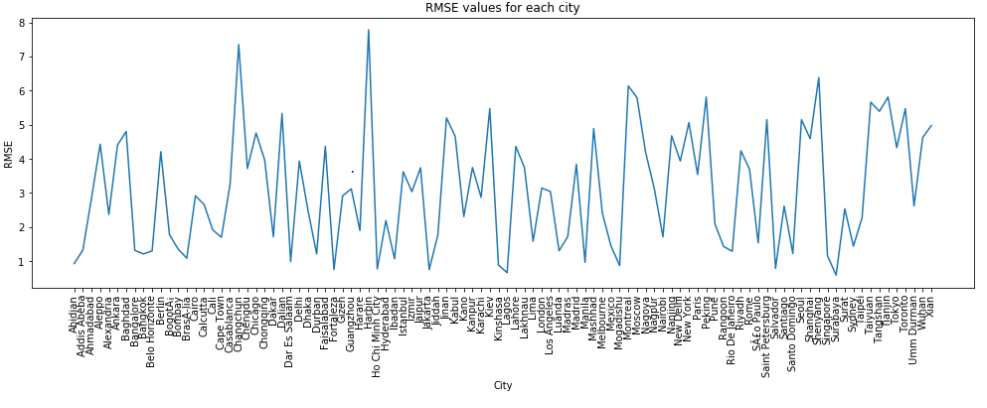 RMSE values for each city
8
7
6
5
4
3
2
1
RMSE
Abidjan
Addis Abeba
Ahmadabad
Aleppo
Alexandria
Ankara
Baghdad
Bangalore
Bangkok
Belo Horizonte
Berlin
Bombay
Cairo
Calcutta
Cali
Cape Town
Casablanca
Changchun
Chengdu
Chicago
Chongqing
Dakar
Dalian
Dar Es Salaam
Delhi
Dhaka
Durban
Faisalabad
Fortaleza
Gizeh
Guangzhou
Harare
Harbin
Ho Chi Minh City
Hyderabad
Ibadan
Istanbul
Izmir
Jaipur
Jakarta
Jiddah
Jinan
Kabul
Kano
Kanpur
Karachi
Kiev
Kinshasa
Lagos
Lahore
Lakhnau
Lima
London
Los Angeles
Luanda
Madras
Madrid
Manila
Mashhad
Melbourne
Mexico
Mogadishu
Montreal
Moscow
Nagoya
Nagpur
Nairobi
Nanjing
New Delhi
New York
Paris
Peking
Pune
Rangoon
Rio De Janeiro
Riyadh
Rome
SÃ£o Paulo
Saint Petersburg
Salvador
Santiago
Santo Domingo
Seoul
Shanghai
Shenyang
Singapore
Surabaya
Surat
Sydney
Taipei
Taiyuan
Tangshan
Tianjin
Tokyo
Toronto
Umm Durman
Wuhan
Xian
City